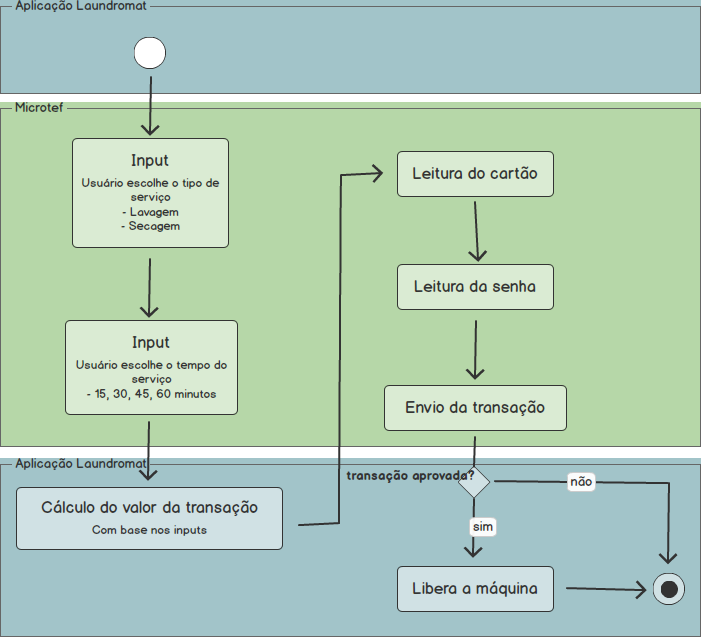 Aplicação Laundromat
Microtef
Input
Usuário escolhe o tipo de
serviço
- Lavagem
- Secagem
Input
Usuário escolhe o tempo do
serviço
- 15, 30, 45, 60 minutos
Leitura do cartão
Leitura da senha
Envio da transação
Aplicação Laundromat
Cálculo do valor da transação
Com base nos inputs
transação aprovada?
não
sim
Libera a máquina